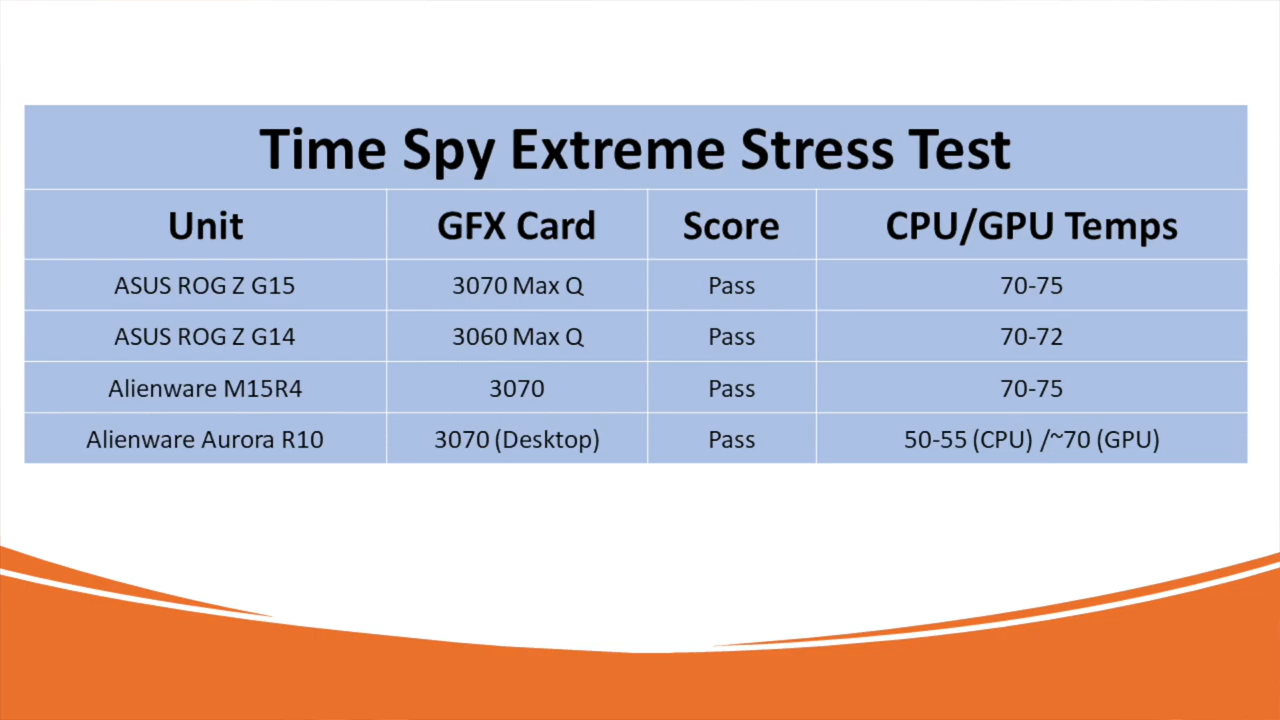 Time Spy Extreme Stress Test
Unit GFX Card Score CPU/GPU Temps
ASUS ROG Z G15 3070 Max Q Pass 70-75
ASUS ROG Z G14 3060 Max Q Pass 70-72
Alienware M15R4 3070 Pass 70-75
Alienware Aurora R10 3070 (Desktop) Pass 50-55 (CPU) /~70 (GPU)